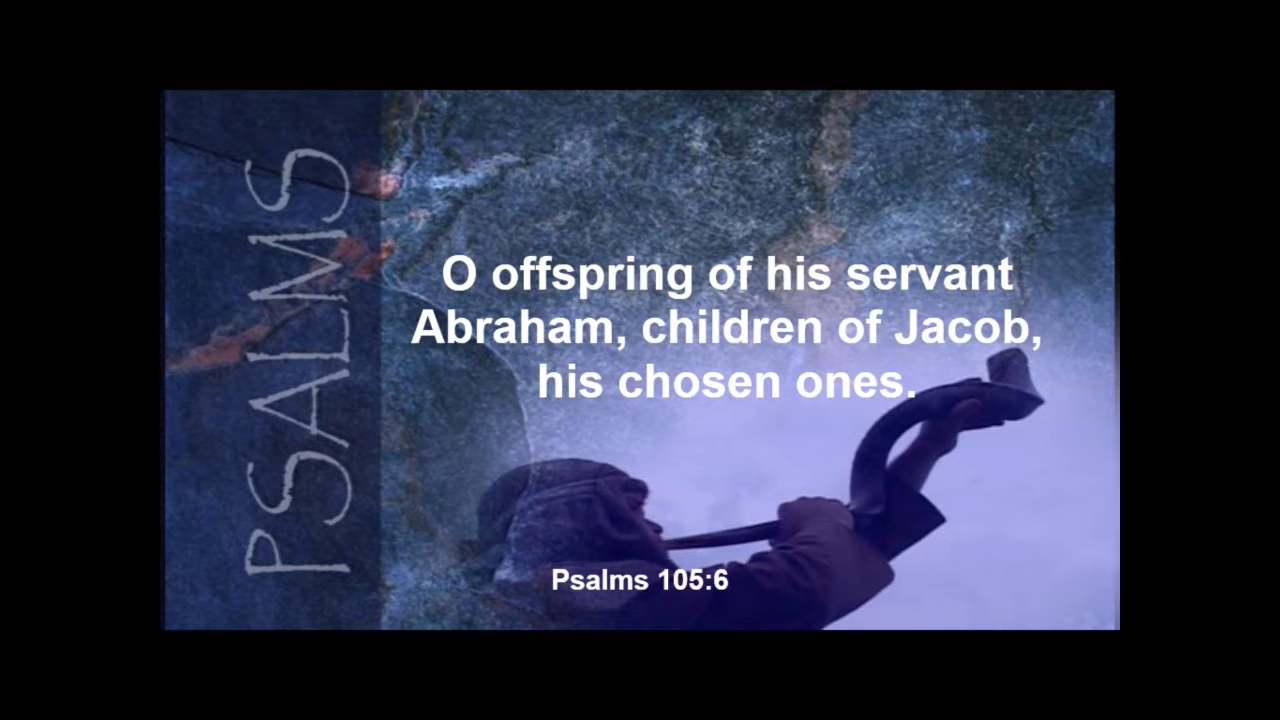 PSALMS
O offspring of his servant
Abraham, children of Jacob,
his chosen ones.
Psalms 105:6